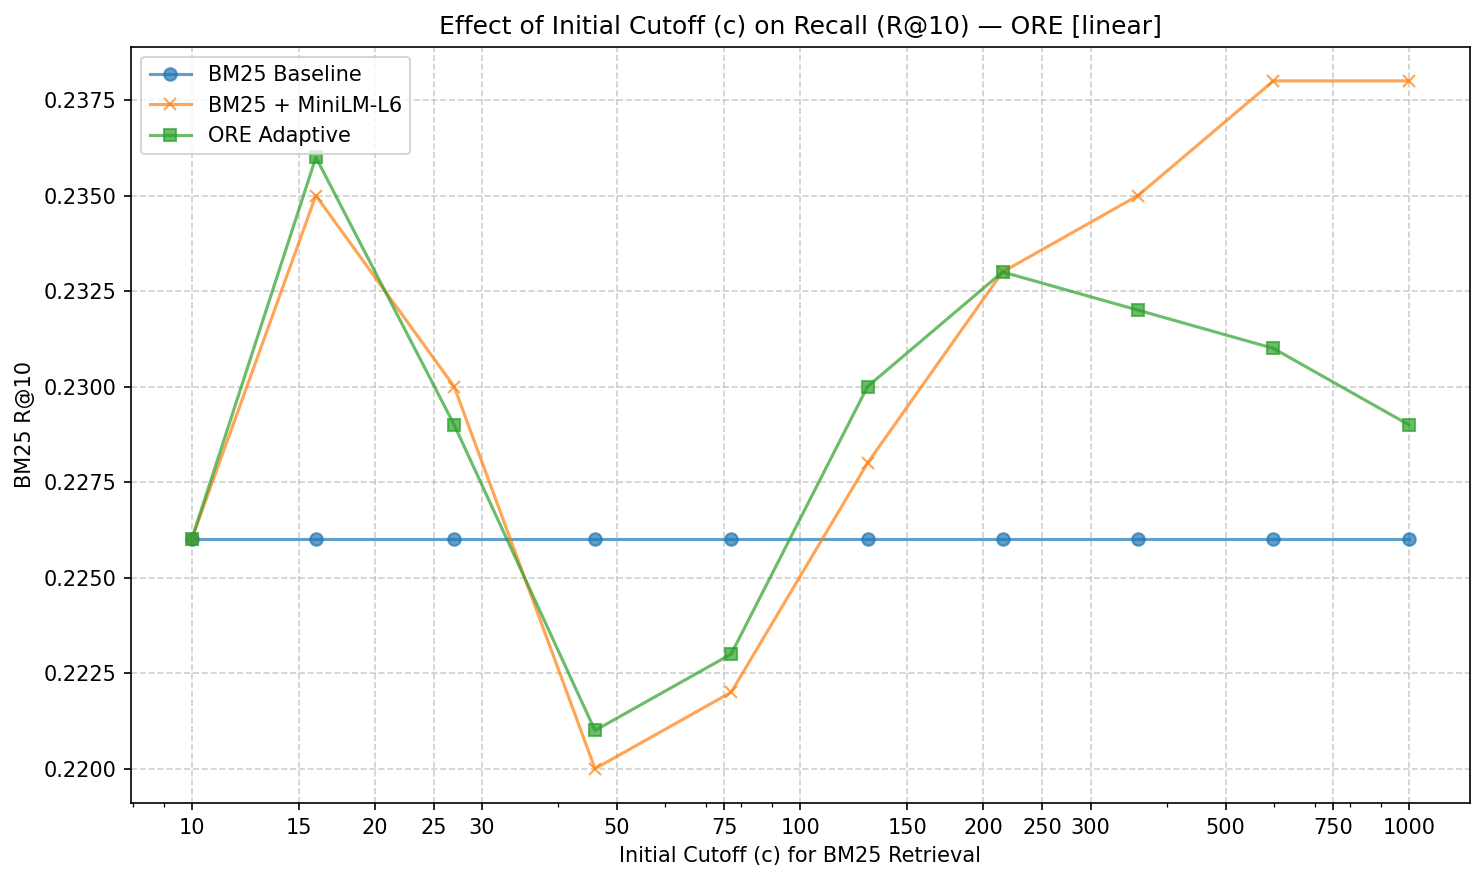 Effect of Initial Cutoff (c) on Recall (R@10) — ORE [linear]
BM25 Baseline
BM25 + MiniLM-L6
ORE Adaptive
BM25 R@10
0.2375
0.2350
0.2325
0.2300
0.2275
0.2250
0.2225
0.2200
10 15 20 25 30 50 75 100 150 200 250 300 500 750 1000
Initial Cutoff (c) for BM25 Retrieval